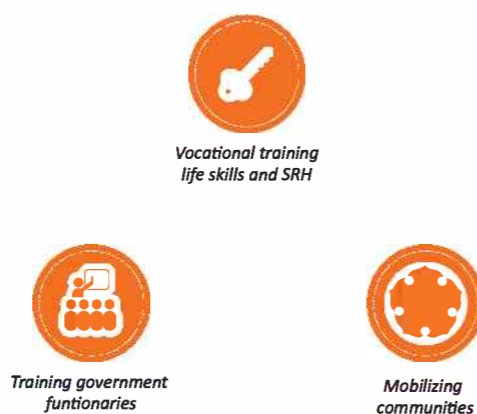 Vocational training
life skills and SRH
Training government
funtionaries
Mobilizing
communities